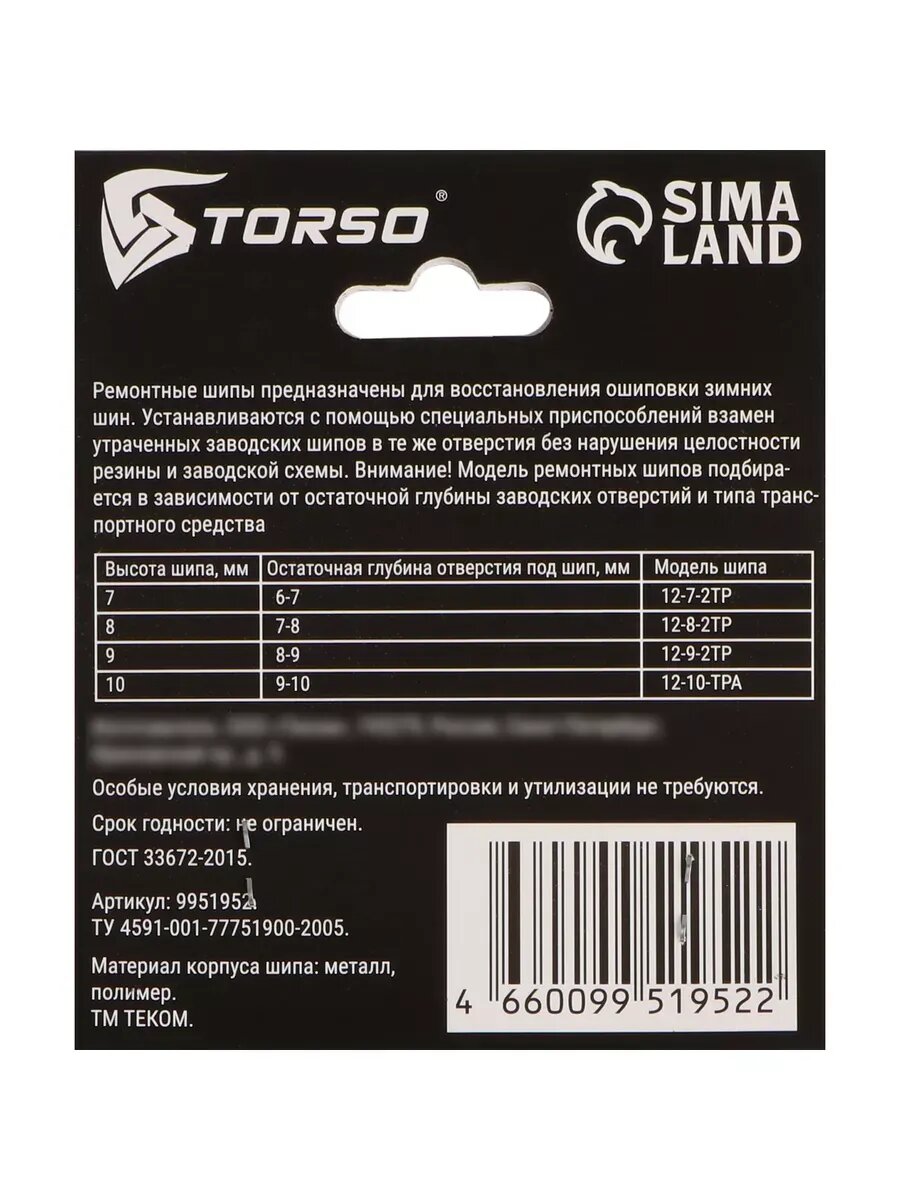 TORSO®
SIMA
LAND
Ремонтные шипы предназначены для восстановления ошиповки зимних
шин. Устанавливаются с помощью специальных приспособлений взамен
утраченных заводских шипов в те же отверстия без нарушения целостности
резины и заводской схемы. Внимание! Модель ремонтных шипов подбира-
ется в зависимости от остаточной глубины заводских отверстий и типа транс-
портного средства
Высота шипа, мм Остаточная глубина отверстия под шип, мм Модель шипа
7 6-7 12-7-2ТР
8 7-8 12-8-2ТР
9 8-9 12-9-2ТР
10 9-10 12-10-ТРА
Особые условия хранения, транспортировки и утилизации не требуются.
Срок годности: не ограничен.
ГОСТ 33672-2015.
Артикул: 9951952.
ТУ 4591-001-77751900-2005.
Материал корпуса шипа: металл,
полимер.
ТМ ТЕКОМ.
4 660099 519522